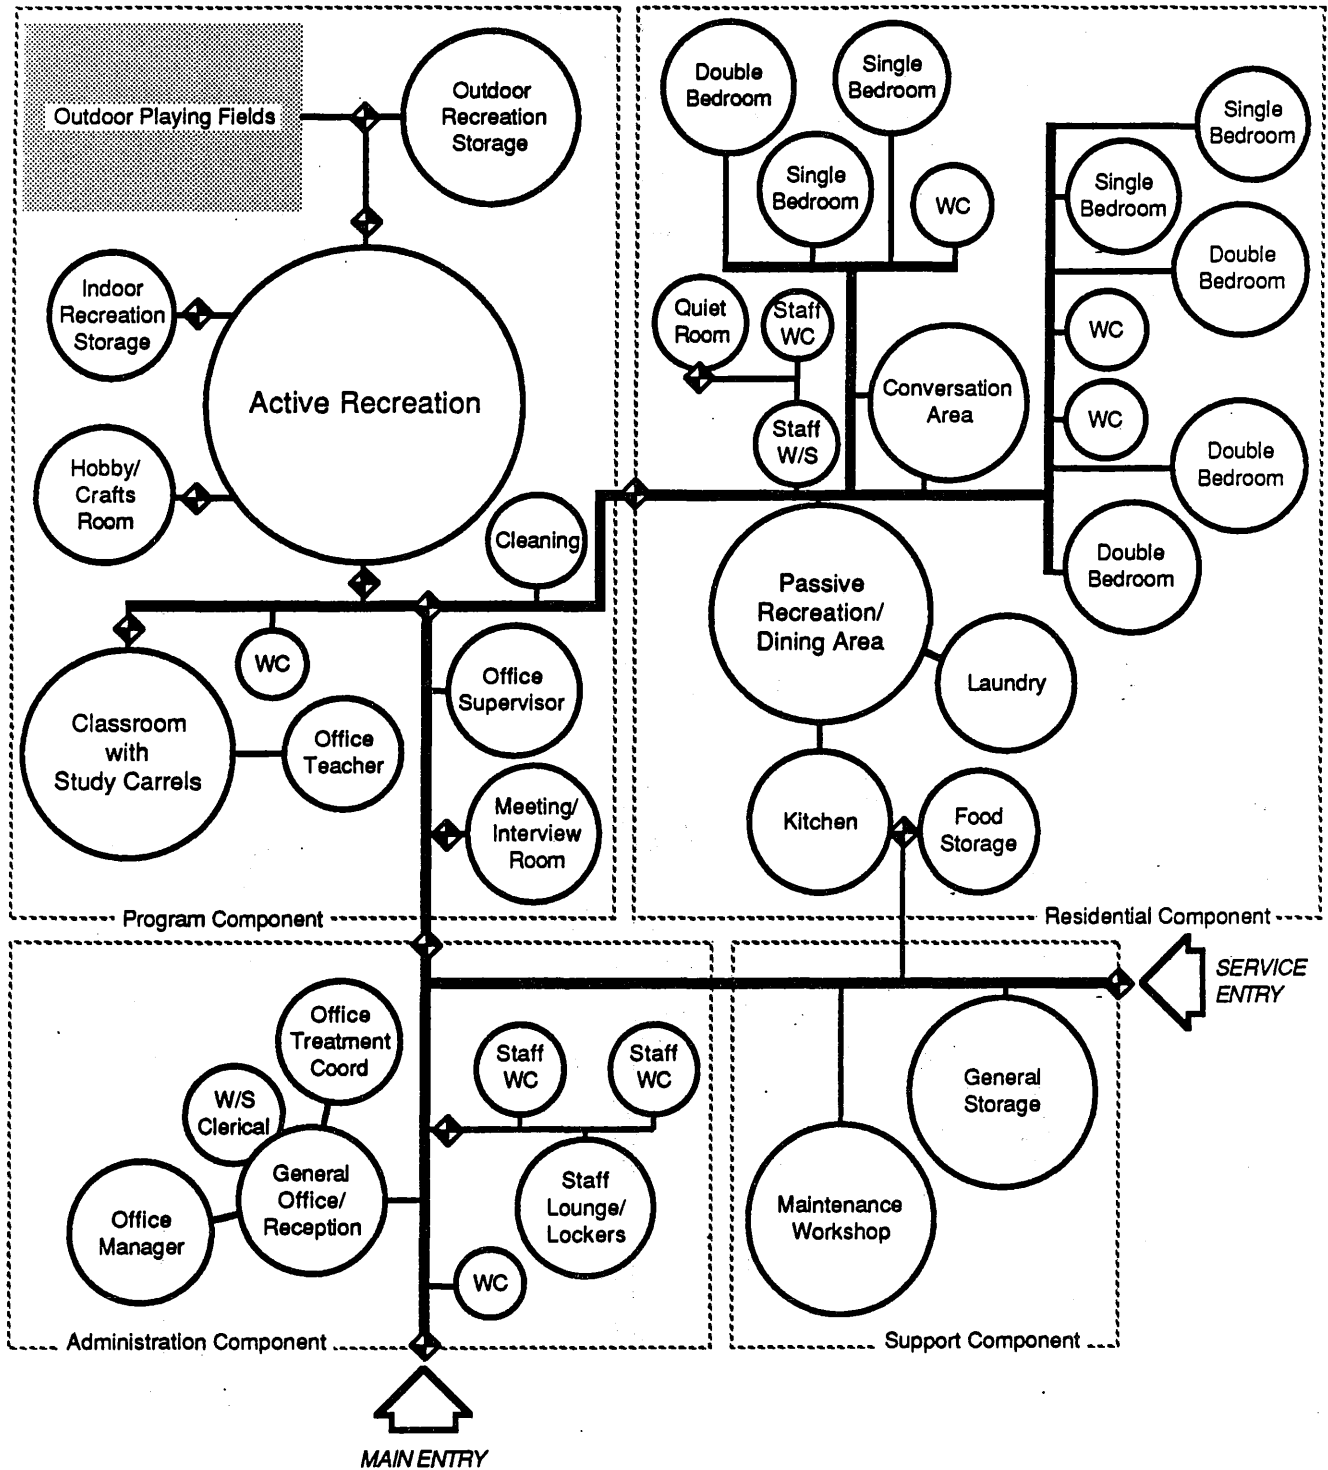 Outdoor Playing Fields
Outdoor
Recreation
Storage
Indoor
Recreation
Storage
Active Recreation
Hobby/
Crafts
Room
Cleaning
WC
Classroom
with
Study Carrels
Office
Teacher
Office
Supervisor
Meeting/
Interview
Room
Program Component
Double
Bedroom
Single
Bedroom
Single
Bedroom
WC
Single
Bedroom
Single
Bedroom
Double
Bedroom
WC
WC
Double
Bedroom
Double
Bedroom
Quiet
Room
Staff
WC
Staff
W/S
Conversation
Area
Passive
Recreation/
Dining Area
Laundry
Kitchen
Food
Storage
Residential Component
Office
Treatment
Coord
W/S
Clerical
General
Office/
Reception
Office
Manager
Staff
WC
Staff
WC
Staff
Lounge/
Lockers
WC
Administration Component
SERVICE
ENTRY
General
Storage
Maintenance
Workshop
Support Component
MAIN ENTRY